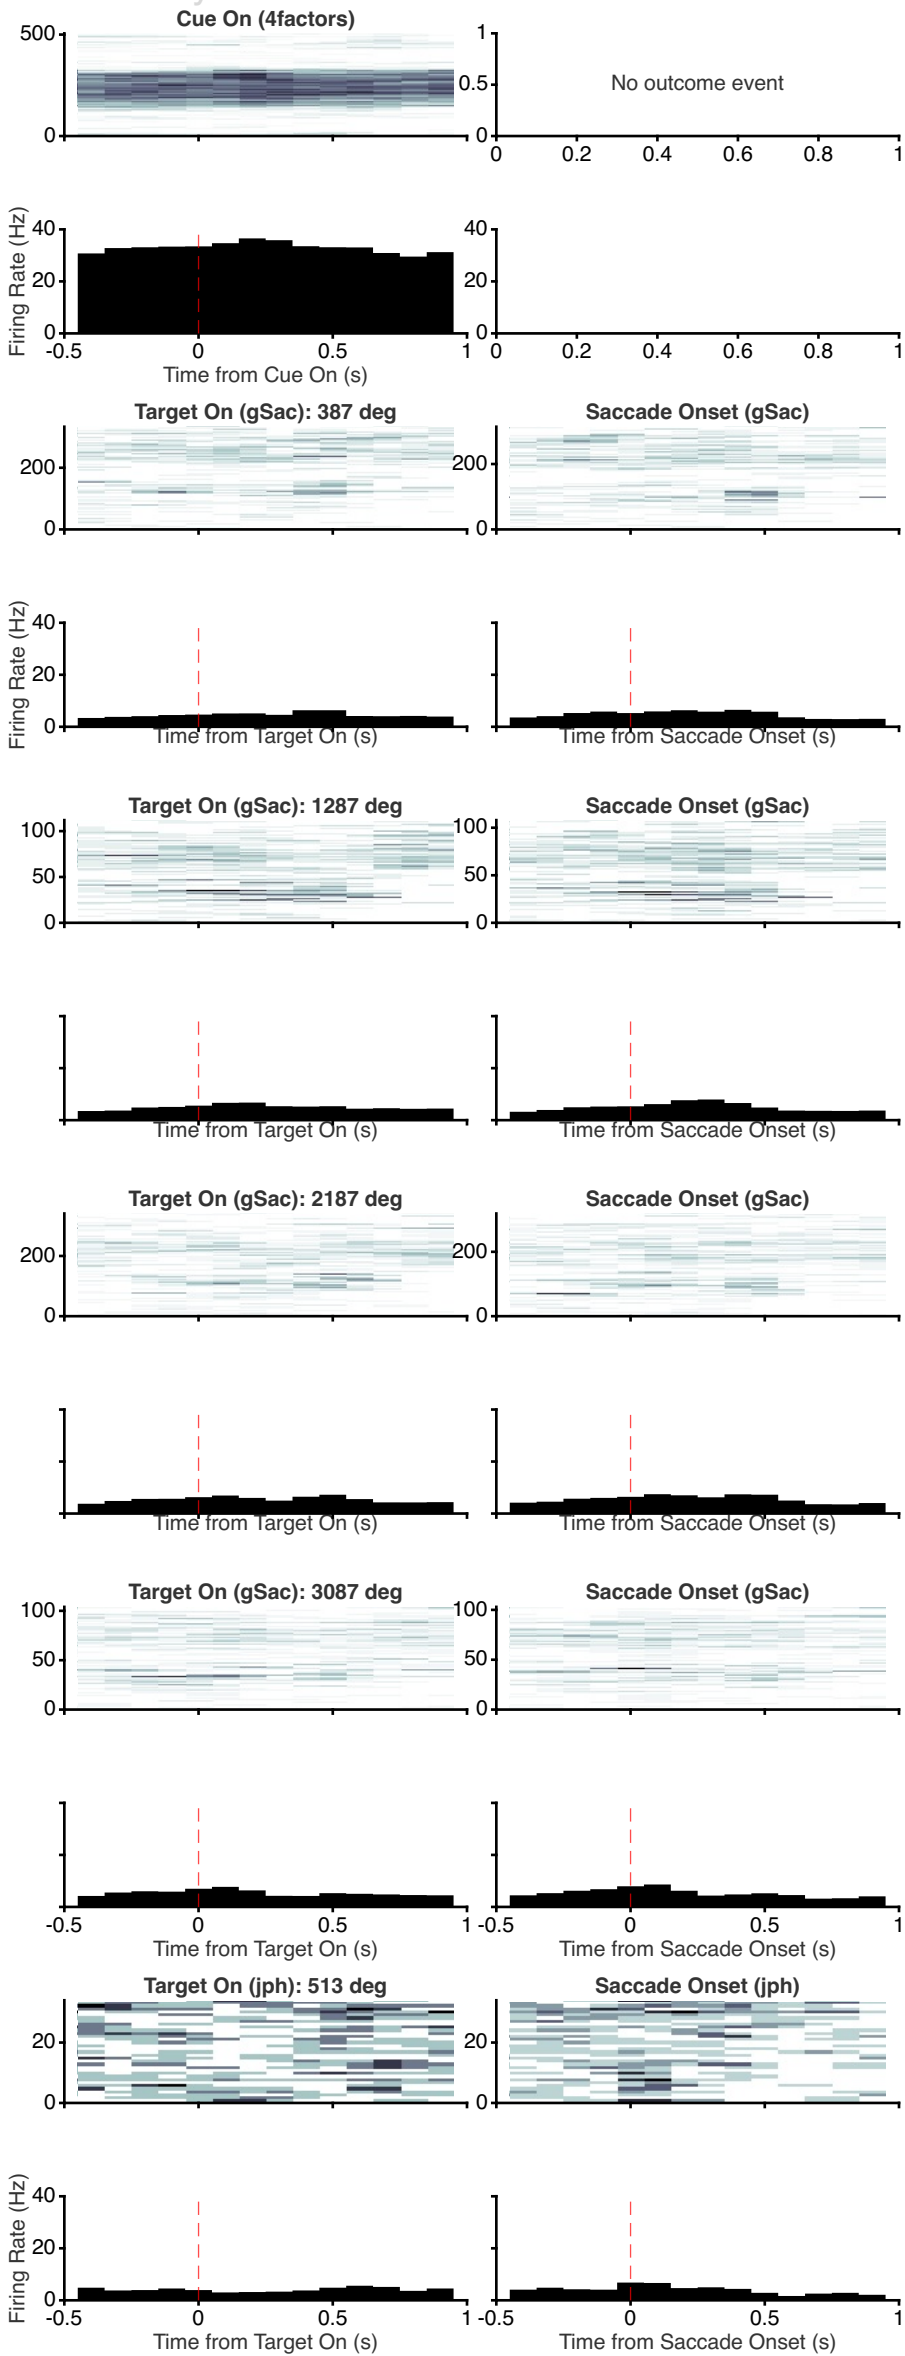 Cue On (4factors)
500
0
1
0.5
0
No outcome event
0 0.2 0.4 0.6 0.8 1
Firing Rate (Hz)
40
20
0
-0.5 0 0.5 1
Time from Cue On (s)
40
20
0
0 0.2 0.4 0.6 0.8 1
Target On (gSac): 387 deg
200
0
Saccade Onset (gSac)
200
0
Firing Rate (Hz)
40
20
0
Time from Target On (s)
Time from Saccade Onset (s)
Target On (gSac): 1287 deg
100
50
0
Saccade Onset (gSac)
100
50
0
Time from Target On (s)
Time from Saccade Onset (s)
Target On (gSac): 2187 deg
200
0
Saccade Onset (gSac)
200
0
Time from Target On (s)
Time from Saccade Onset (s)
Target On (gSac): 3087 deg
100
50
0
Saccade Onset (gSac)
100
50
0
-0.5 0 0.5 1
Time from Target On (s)
-0.5 0 0.5 1
Time from Saccade Onset (s)
Target On (jph): 513 deg
20
0
Saccade Onset (jph)
20
0
Firing Rate (Hz)
40
20
0
-0.5 0 0.5 1
Time from Target On (s)
-0.5 0 0.5 1
Time from Saccade Onset (s)